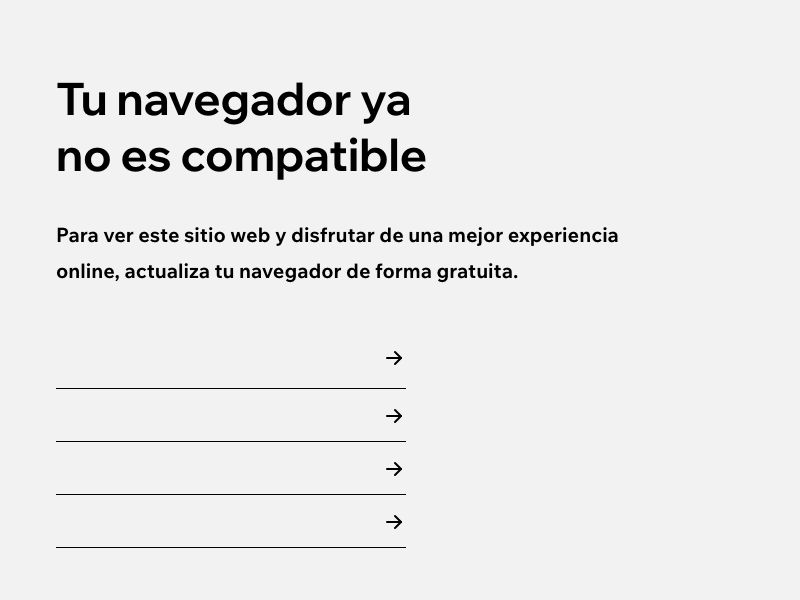 Tu navegador ya
no es compatible
Para ver este sitio web y disfrutar de una mejor experiencia
online, actualiza tu navegador de forma gratuita.